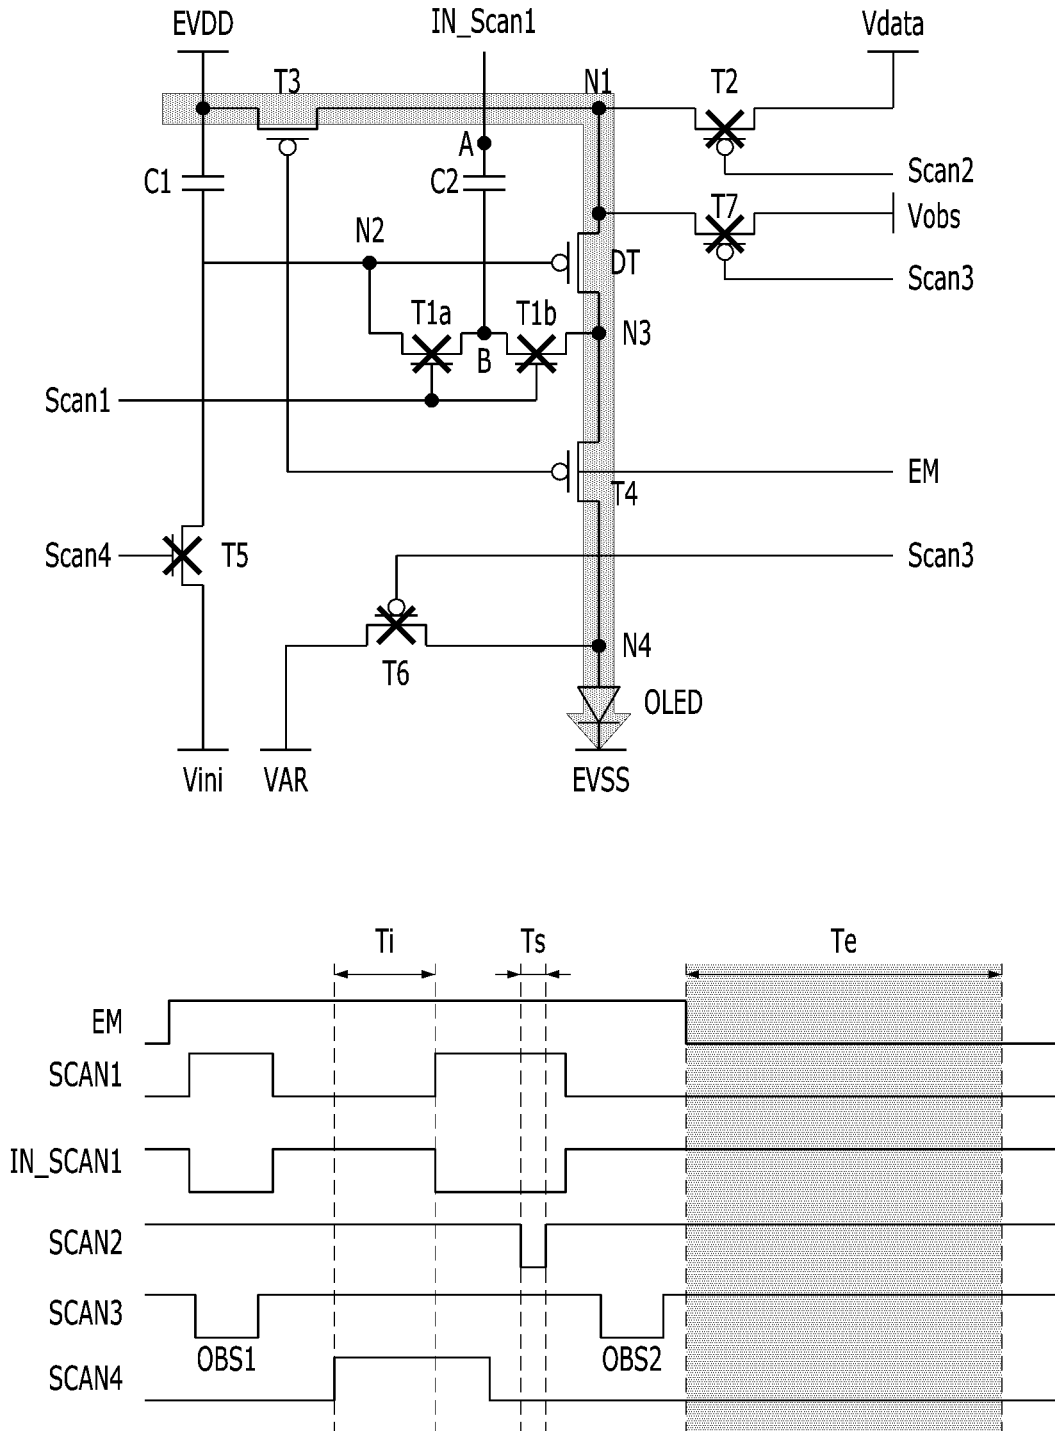 EVDD
IN_Scan1
Vdata
T3
N1
T2
A
C1
C2
Scan2
T7
Vobs
N2
DT
Scan3
T1a
T1b
N3
B
Scan1
EM
T4
Scan4
T5
Scan3
N4
T6
OLED
Vini
VAR
EVSS
Ti
Ts
Te
EM
SCAN1
IN_SCAN1
SCAN2
SCAN3
OBS1
OBS2
SCAN4